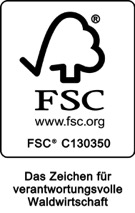 ®
FSC
www.fsc.org
FSC® C130350
Das Zeichen für
verantwortungsvolle
Waldwirtschaft